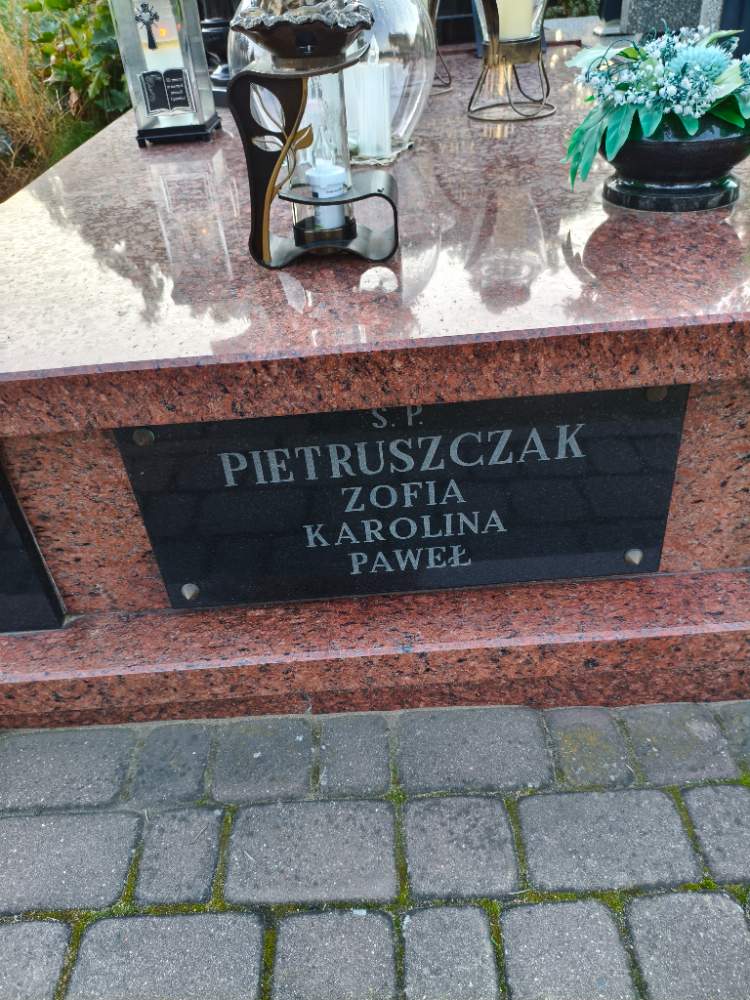 Ś. P.
PIETRUSZCZAK
ZOFIA
KAROLINA
PAWEŁ